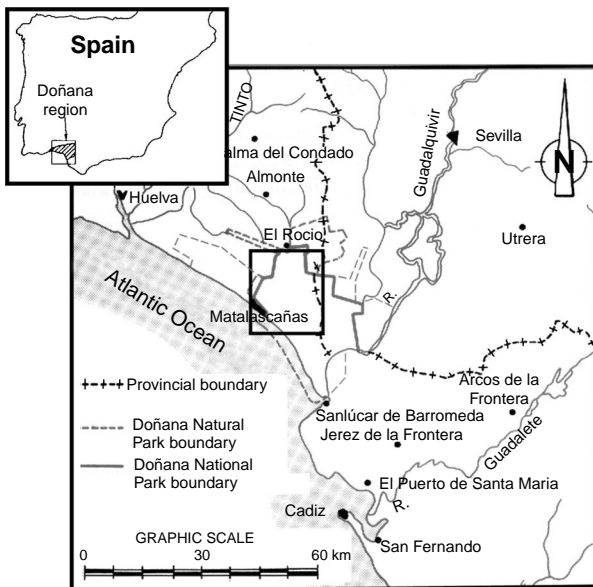 Spain
Doñana
region
TINTO
Guadalquivir
Sevilla
alma del Condado
Almonte
N
Huelva
El Rocio
Utrera
R.
Atlantic Ocean
Matalascañas
Provincial boundary
Arcos de la
Frontera
Doñana Natural
Park boundary
Sanlúcar de Barromeda
Jerez de la Frontera
Guadalete
Doñana National
Park boundary
El Puerto de Santa Maria
R.
Cadiz
GRAPHIC SCALE
San Fernando
0 30 60 km